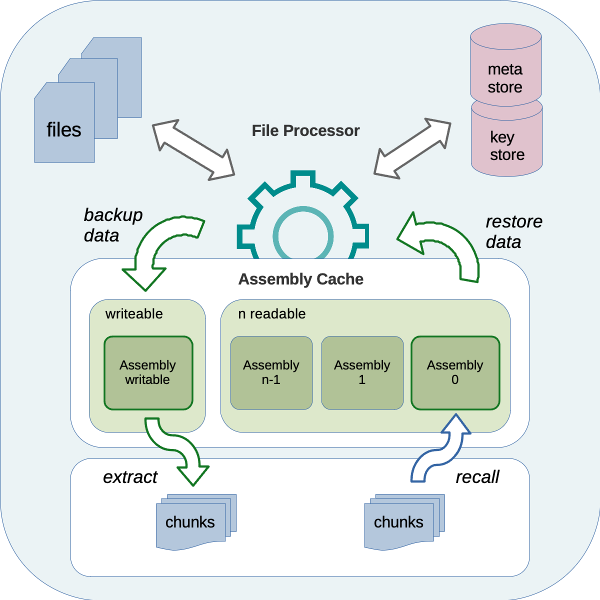 files
meta
store
key
store
File Processor
backup
data
restore
data
Assembly Cache
writeable
n readable
Assembly
writable
Assembly
n-1
Assembly
1
Assembly
0
extract
recall
chunks
chunks